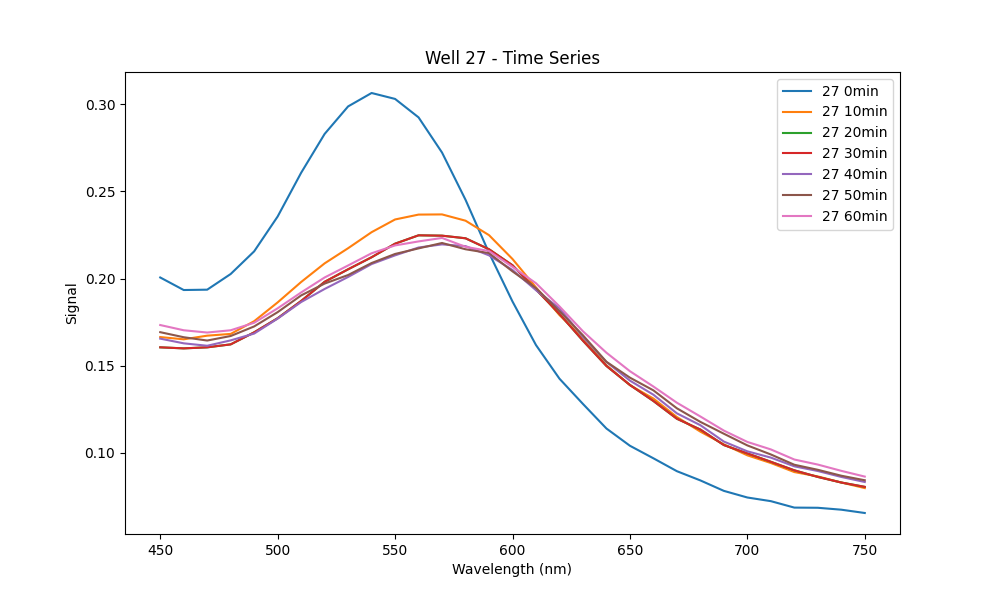 Well 27 - Time Series
27 0min
27 10min
27 20min
27 30min
27 40min
27 50min
27 60min
Signal
0.30
0.25
0.20
0.15
0.10
450 500 550 600 650 700 750
Wavelength (nm)